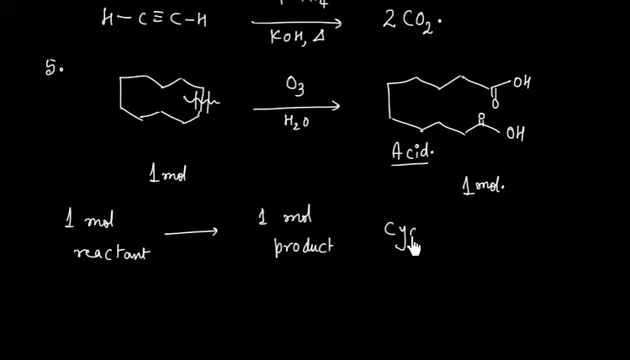 H – C ≡ C – H
KOH, Δ
2 CO₂.
5.
O₃
H₂O
OH
O
O
OH
Acid.
1 mol
1 mol.
1 mol reactant → 1 mol product
Cyc